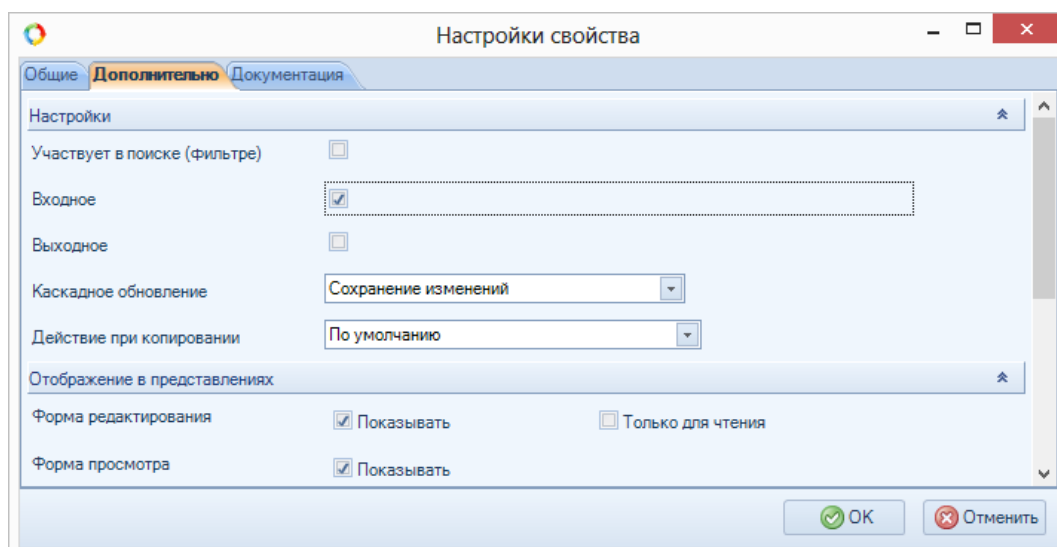 Настройки свойства
Общие Дополнительно Документация
Настройки
Участвует в поиске (фильтре)
Входное
Выходное
Каскадное обновление Сохранение изменений
Действие при копировании По умолчанию
Отображение в представлениях
Форма редактирования Показывать Только для чтения
Форма просмотра Показывать
OK Отменить